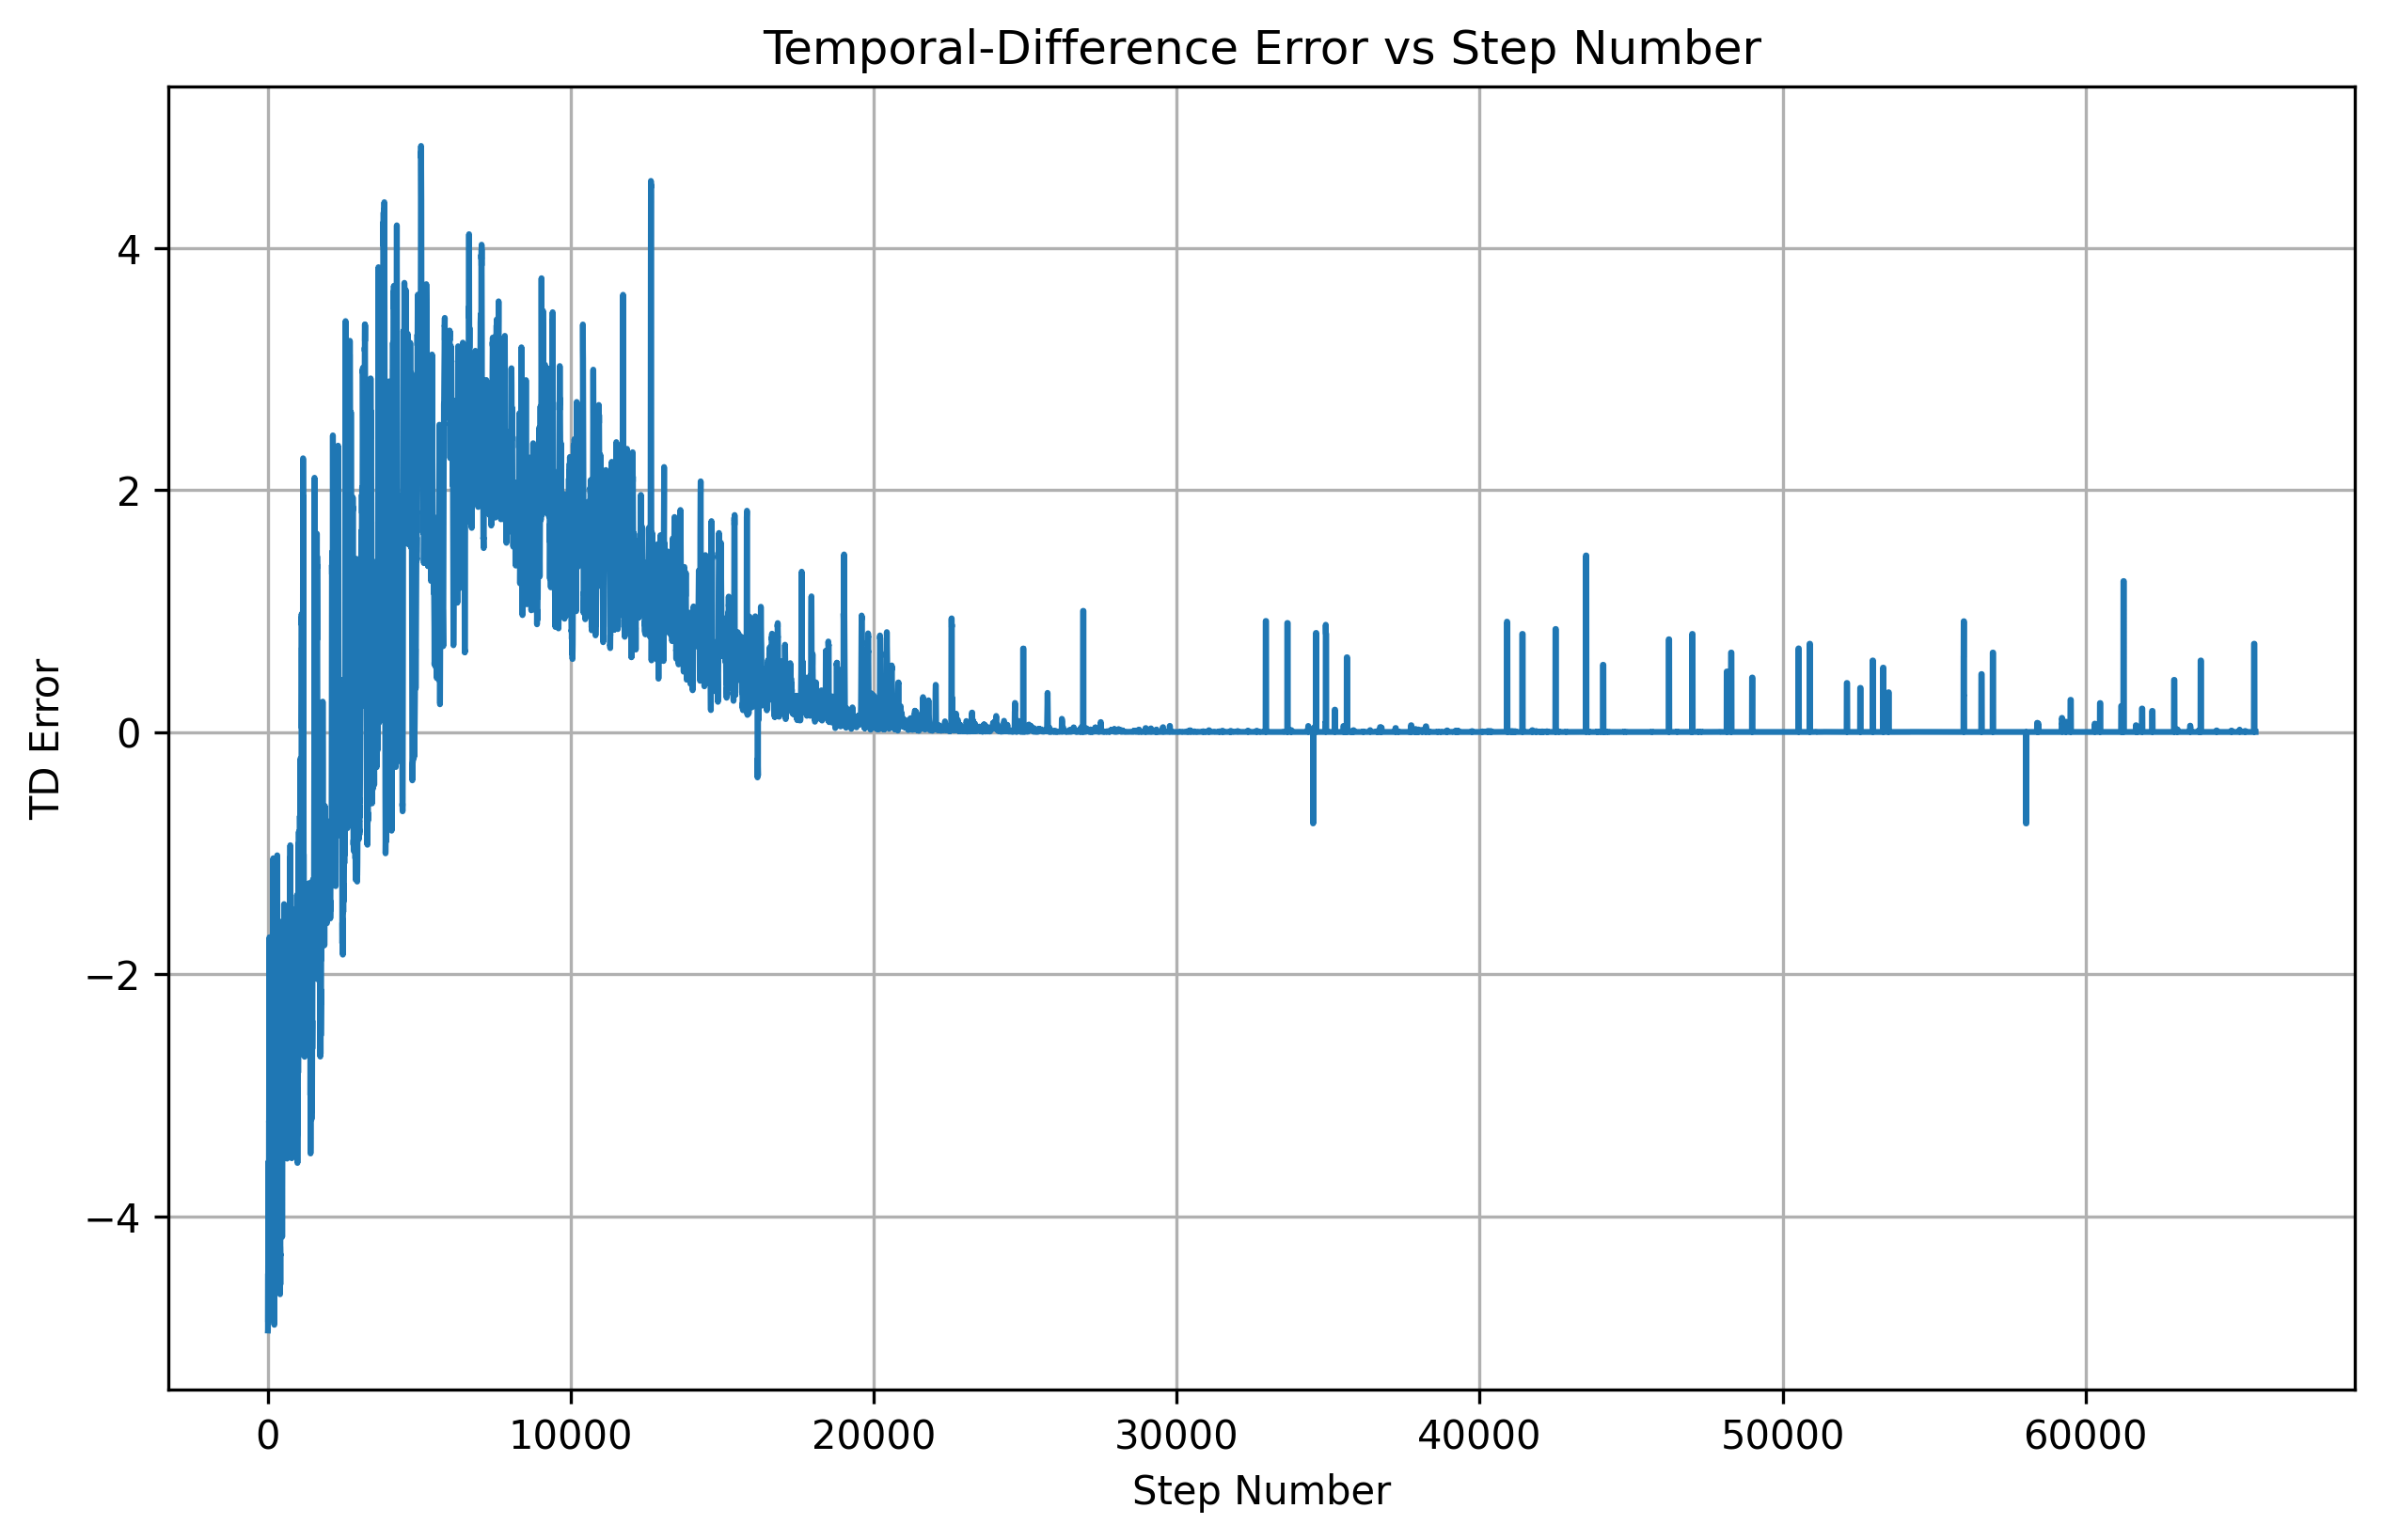 Temporal-Difference Error vs Step Number
TD Error
4
2
0
−2
−4
0 10000 20000 30000 40000 50000 60000
Step Number